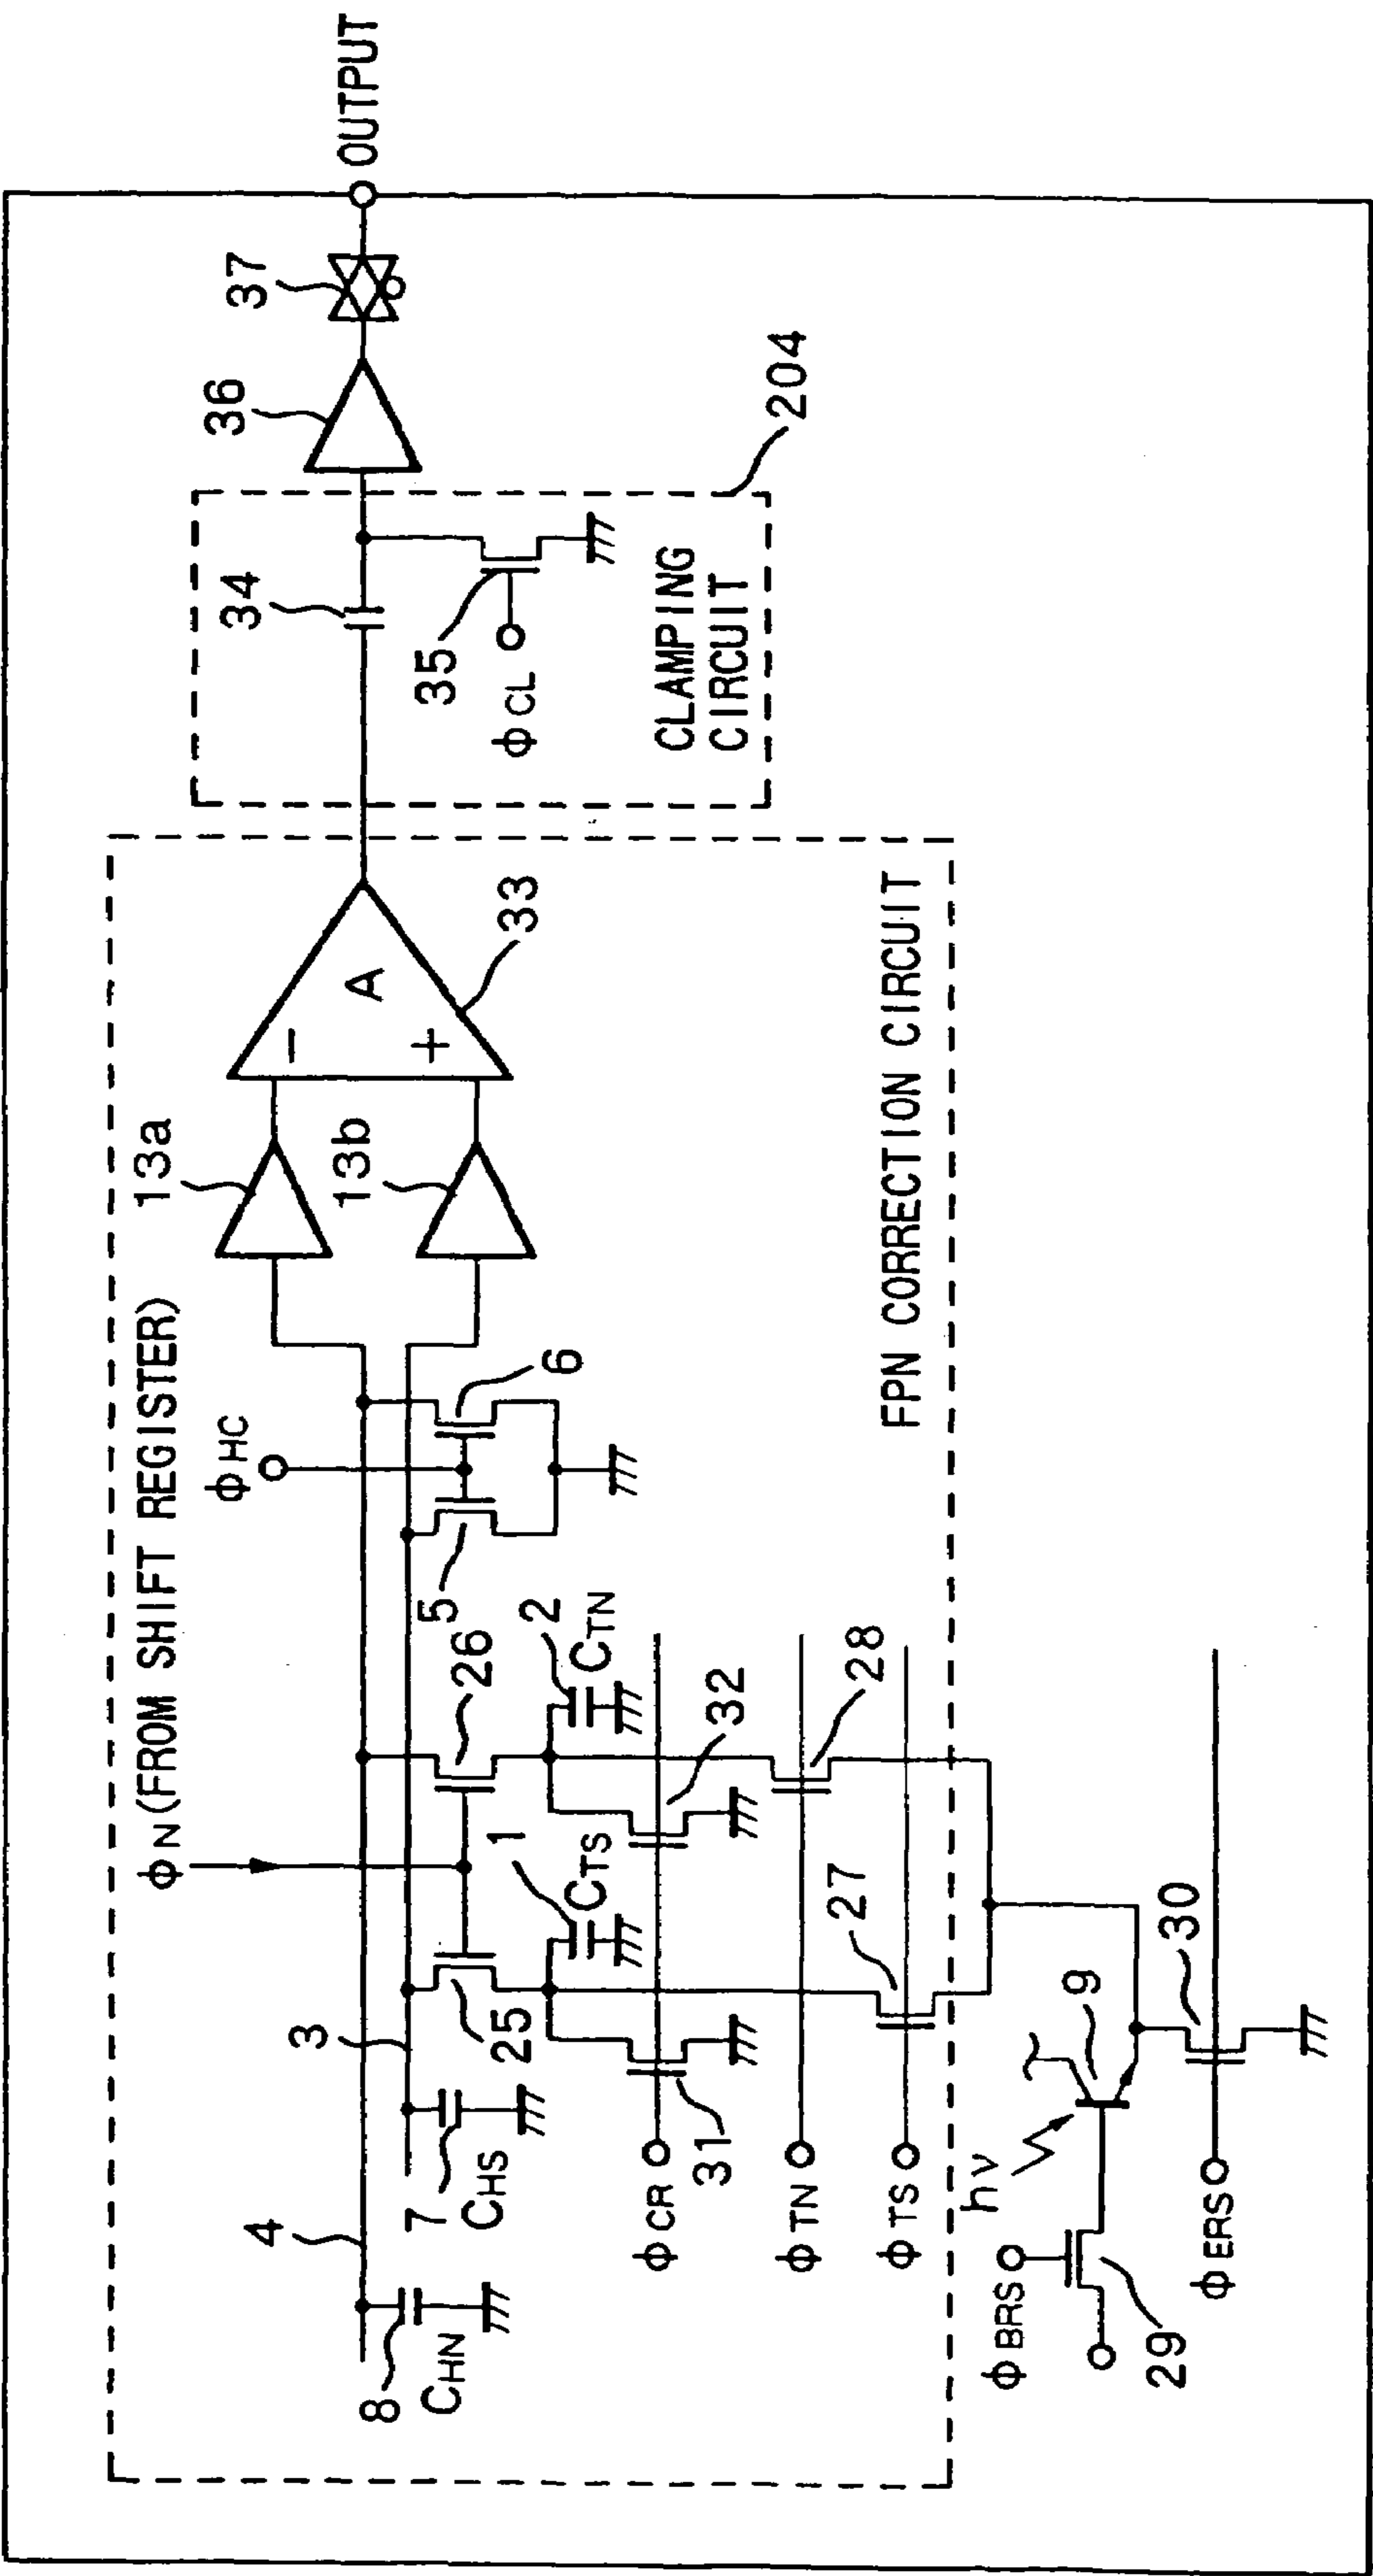 OUTPUT
37
36
204
34
35
φCL
CLAMPING
CIRCUIT
A
−
+
33
13a
13b
FPN CORRECTION CIRCUIT
φN(FROM SHIFT REGISTER)
φHC
6
5
26
2
CTN
32
28
1
CTS
27
25
3
31
7
CHS
4
8
CHN
φCR
φTN
φTS
hν
9
30
φBRS
29
φERS